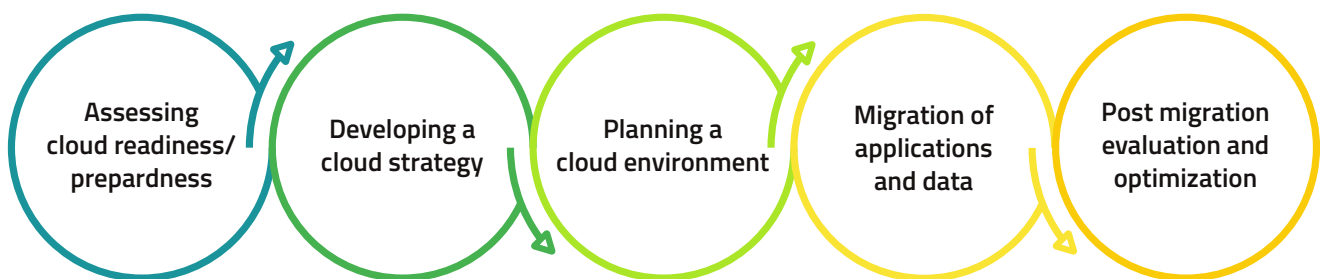 Assessing
cloud readiness/
prepardness
Developing a
cloud strategy
Planning a
cloud environment
Migration of
applications
and data
Post migration
evaluation and
optimization